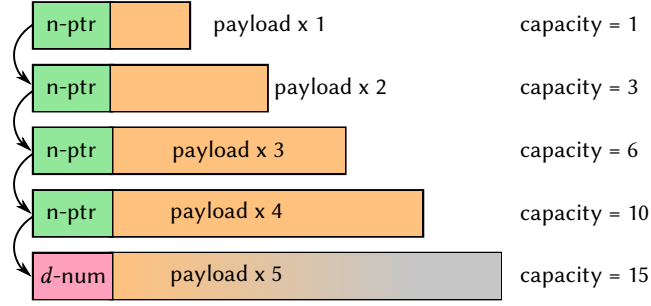 n-ptr payload x 1 capacity = 1
n-ptr payload x 2 capacity = 3
n-ptr payload x 3 capacity = 6
n-ptr payload x 4 capacity = 10
d-num payload x 5 capacity = 15